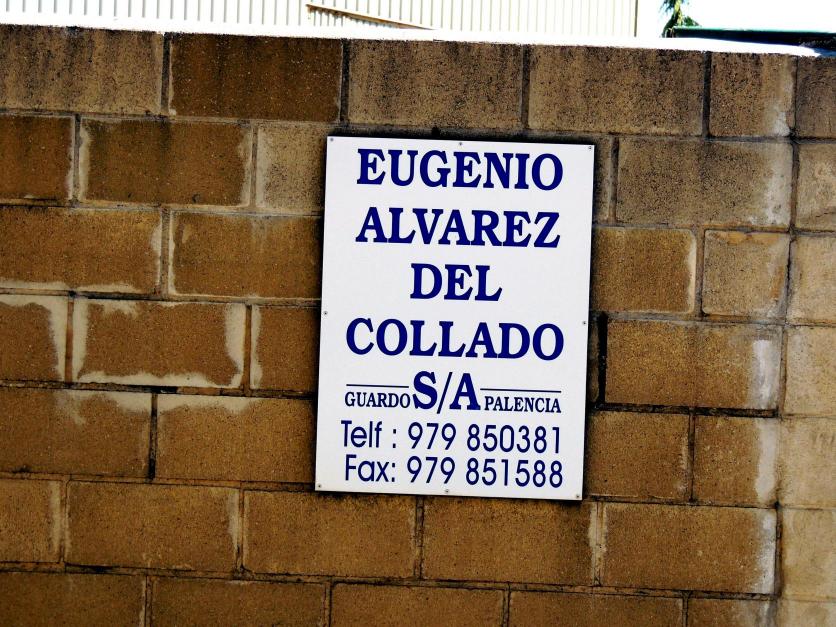 EUGENIO
ALVAREZ
DEL
COLLADO
GUARDO S/A PALENCIA
Telf : 979 850381
Fax: 979 851588